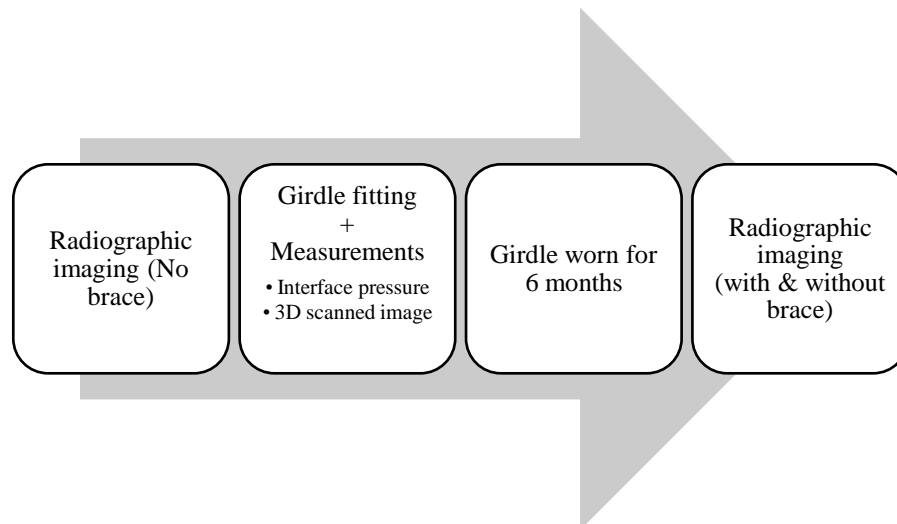 Radiographic
imaging (No
brace)
Girdle fitting
+
Measurements
• Interface pressure
• 3D scanned image
Girdle worn for
6 months
Radiographic
imaging
(with & without
brace)